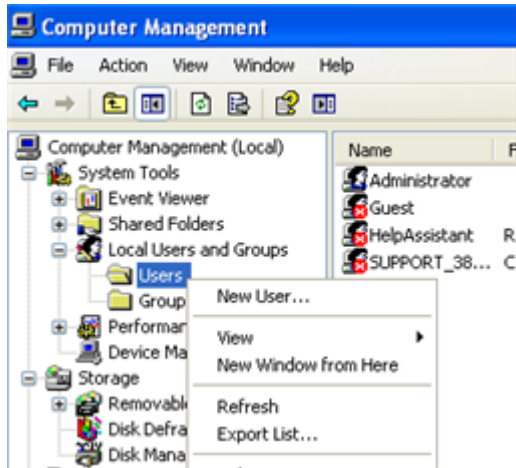 Computer Management
File Action View Window Help
Computer Management (Local)
System Tools
Event Viewer
Shared Folders
Local Users and Groups
Users
Group
Performar
Device Ma
Storage
Removabl
Disk Defra
Disk Mana
Name F
Administrator
Guest
HelpAssistant R
SUPPORT_38... C
New User...
View
New Window from Here
Refresh
Export List...